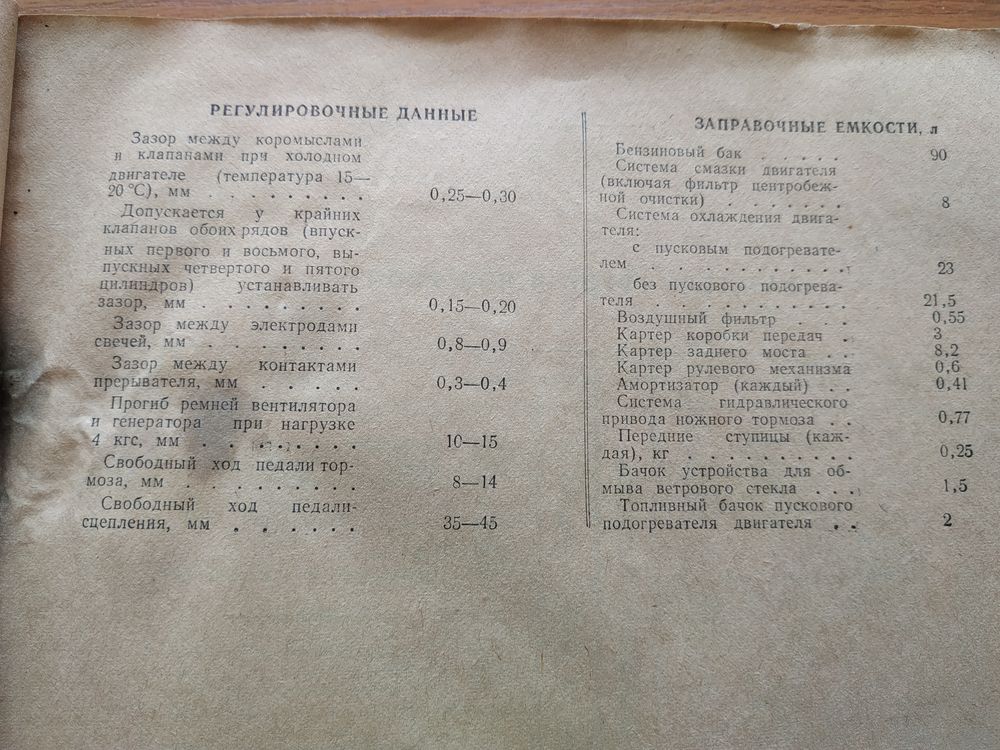 РЕГУЛИРОВОЧНЫЕ ДАННЫЕ
Зазор между коромыслами
и клапанами при холодном
двигателе (температура 15—
20 °С), мм . . . . . . . . 0,25—0,30
Допускается у крайних
клапанов обоих рядов (впуск-
ных первого и восьмого, вы-
пускных четвертого и пятого
цилиндров) устанавливать
зазор, мм . . . . . . . . 0,15—0,20
Зазор между электродами
свечей, мм . . . . . . . . 0,8—0,9
Зазор между контактами
прерывателя, мм . . . . . . 0,3—0,4
Прогиб ремней вентилятора
и генератора при нагрузке
4 кгс, мм . . . . . . . . 10—15
Свободный ход педали тор-
моза, мм . . . . . . . . . 8—14
Свободный ход педали-
сцепления, мм . . . . . . 35—45
ЗАПРАВОЧНЫЕ ЕМКОСТИ, л
Бензиновый бак . . . . . 90
Система смазки двигателя
(включая фильтр центробеж-
ной очистки) . . . . . . . 8
Система охлаждения двига-
теля:
с пусковым подогревате-
лем . . . . . . . . . . . 23
без пускового подогрева-
теля . . . . . . . . . . . 21,5
Воздушный фильтр . . . 0,55
Картер коробки передач . 3
Картер заднего моста . . 8,2
Картер рулевого механизма 0,6
Амортизатор (каждый) . . 0,41
Система гидравлического
привода ножного тормоза . . 0,77
Передние ступицы (каж-
дая), кг . . . . . . . . . . 0,25
Бачок устройства для об-
мыва ветрового стекла . . . 1,5
Топливный бачок пускового
подогревателя двигателя . . 2